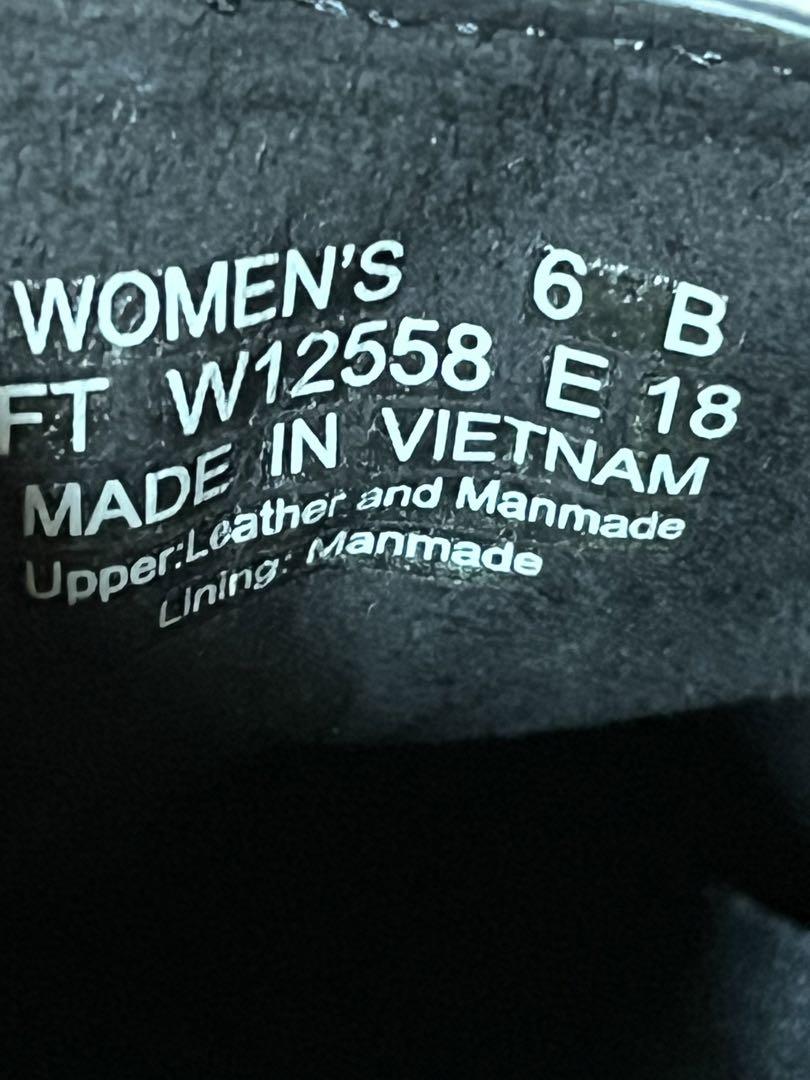 WOMEN'S 6 B
FT W12558 E 18
MADE IN VIETNAM
Upper:Leather and Manmade
Lining: Manmade